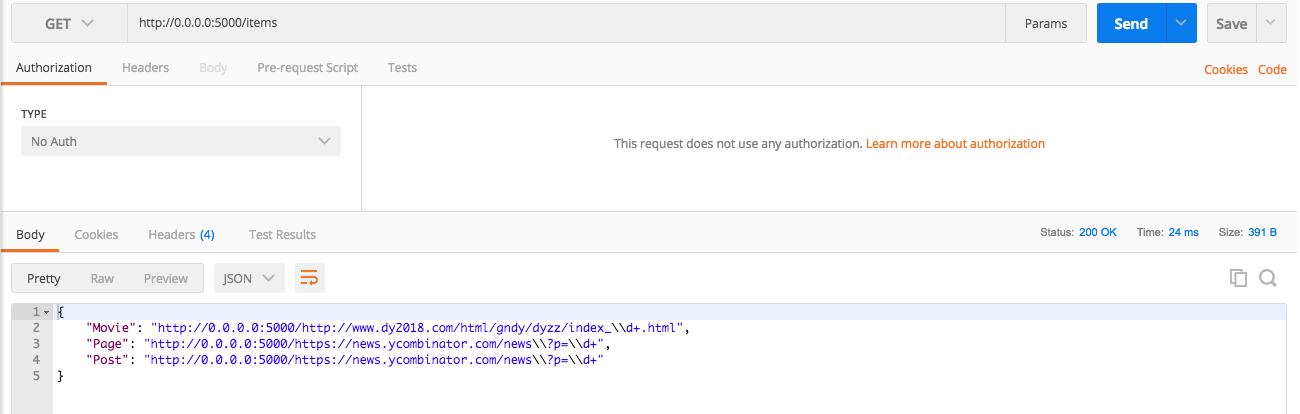 GET http://0.0.0.0:5000/items Params Send Save
Authorization Headers Body Pre-request Script Tests Cookies Code
TYPE
No Auth
This request does not use any authorization. Learn more about authorization
Body Cookies Headers (4) Test Results Status: 200 OK Time: 24 ms Size: 391 B
Pretty Raw Preview JSON
1 {
2 "Movie": "http://0.0.0.0:5000/http://www.dy2018.com/html/gndy/dyzz/index_\\d+.html",
3 "Page": "http://0.0.0.0:5000/https://news.ycombinator.com/news\\?p=\\d+",
4 "Post": "http://0.0.0.0:5000/https://news.ycombinator.com/news\\?p=\\d+"
5 }